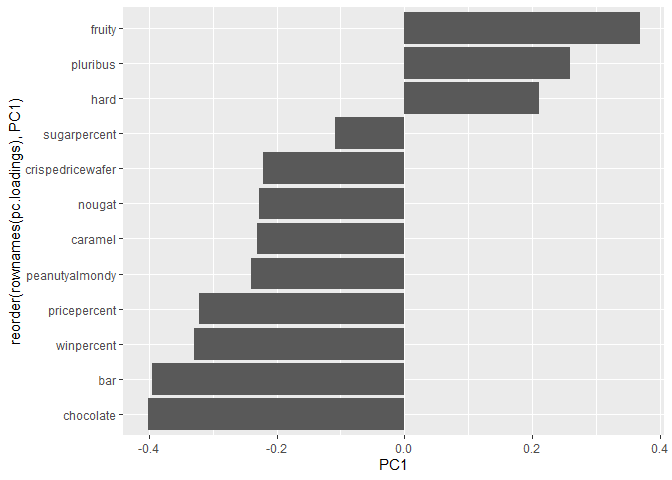 fruity
pluribus
hard
sugarpercent
crispedricewafer
nougat
caramel
peanutyalmondy
pricepercent
winpercent
bar
chocolate
reorder(rownames(pc.loadings), PC1)
-0.4 -0.2 0.0 0.2 0.4
PC1